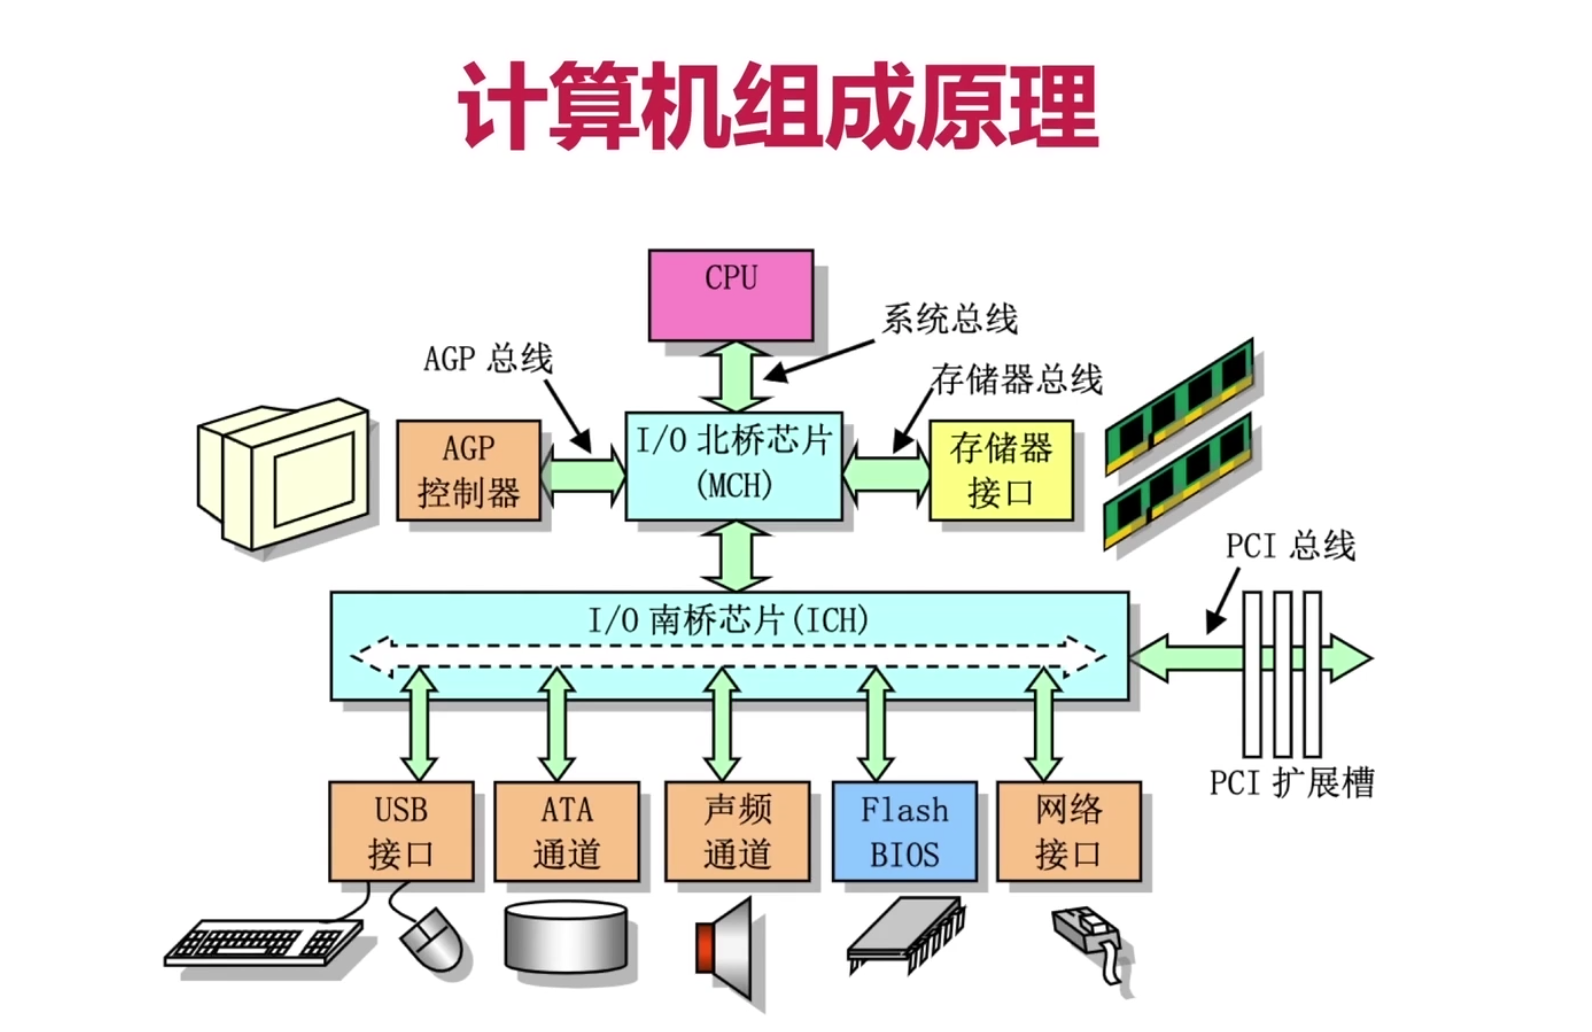 计算机组成原理
CPU
系统总线
AGP 总线
存储器总线
AGP
控制器
I/O 北桥芯片
(MCH)
存储器
接口
PCI 总线
I/O 南桥芯片(ICH)
PCI 扩展槽
USB
接口
ATA
通道
声频
通道
Flash
BIOS
网络
接口